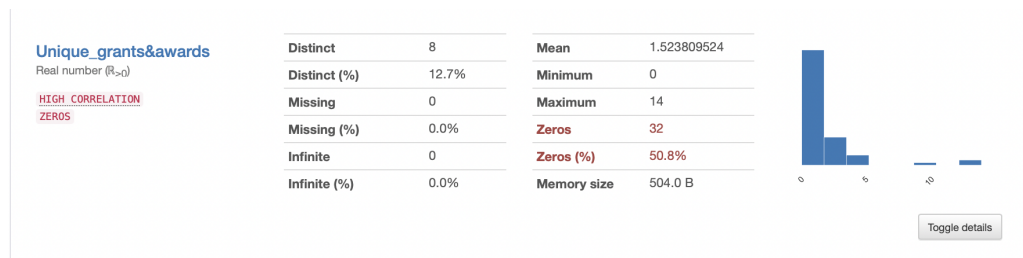 Unique_grants&awards
Real number (ℝ≥0)
HIGH CORRELATION
ZEROS
Distinct 8
Distinct (%) 12.7%
Missing 0
Missing (%) 0.0%
Infinite 0
Infinite (%) 0.0%
Mean 1.523809524
Minimum 0
Maximum 14
Zeros 32
Zeros (%) 50.8%
Memory size 504.0 B
0 5 10
Toggle details